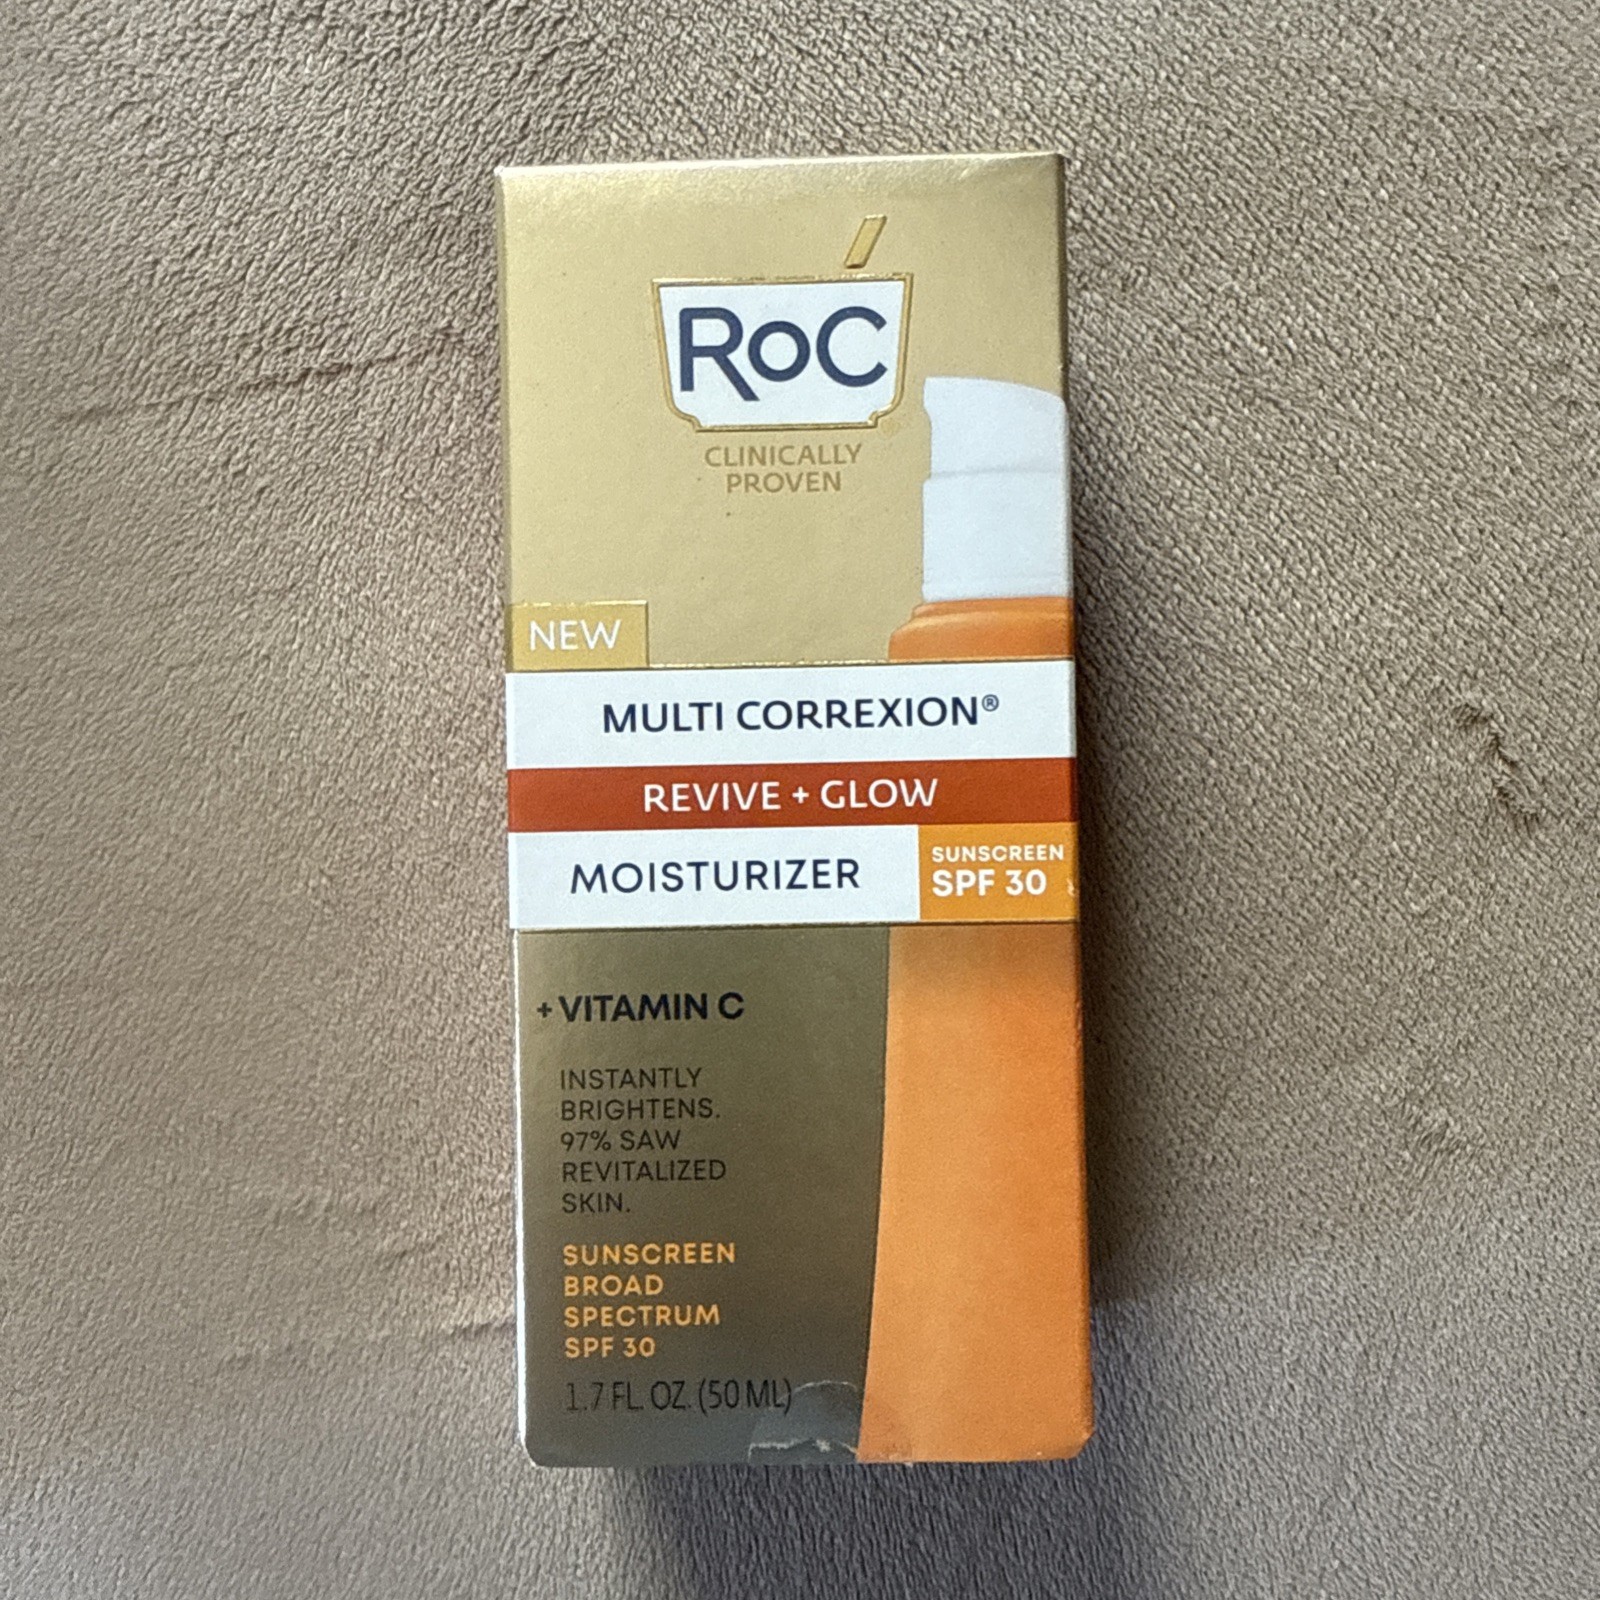 RoC
CLINICALLY
PROVEN
NEW
MULTI CORREXION®
REVIVE + GLOW
MOISTURIZER
SUNSCREEN
SPF 30
+ VITAMIN C
INSTANTLY
BRIGHTENS.
97% SAW
REVITALIZED
SKIN.
SUNSCREEN
BROAD
SPECTRUM
SPF 30
1.7 FL. OZ. (50 ML)